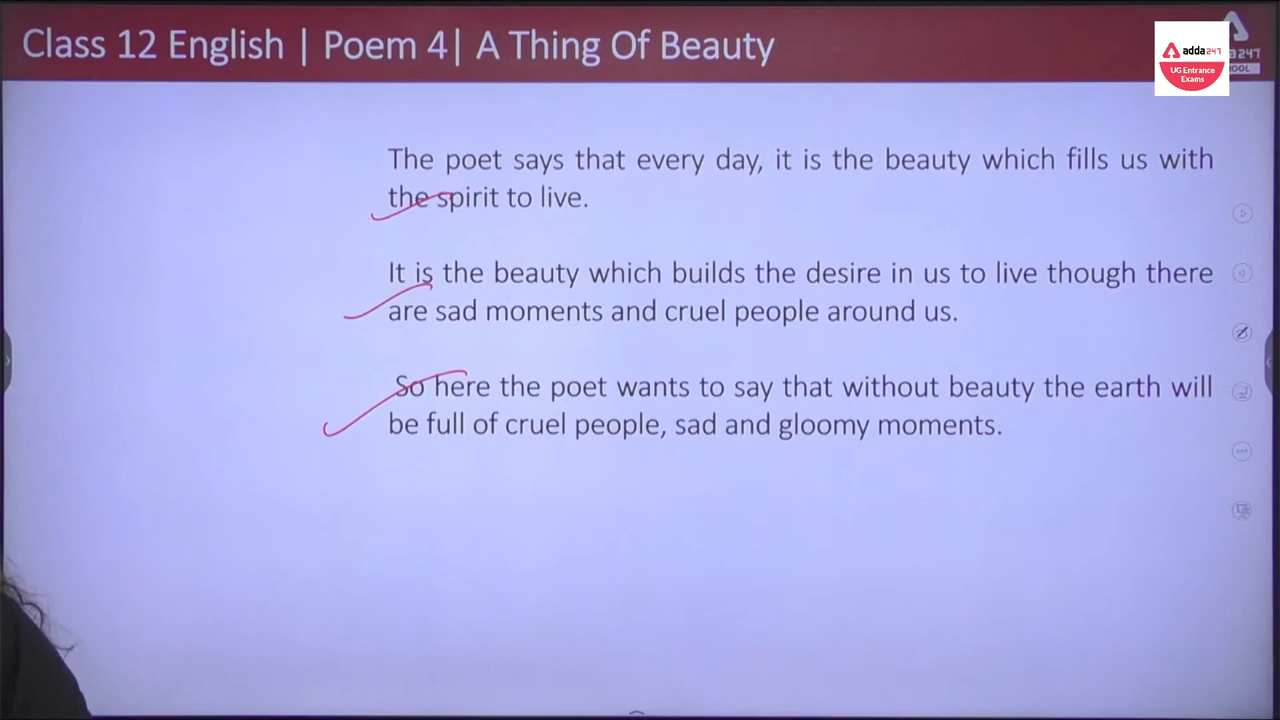 Class 12 English | Poem 4| A Thing Of Beauty
adda247
UG Entrance
Exams
The poet says that every day, it is the beauty which fills us with
the spirit to live.
It is the beauty which builds the desire in us to live though there
are sad moments and cruel people around us.
So here the poet wants to say that without beauty the earth will
be full of cruel people, sad and gloomy moments.